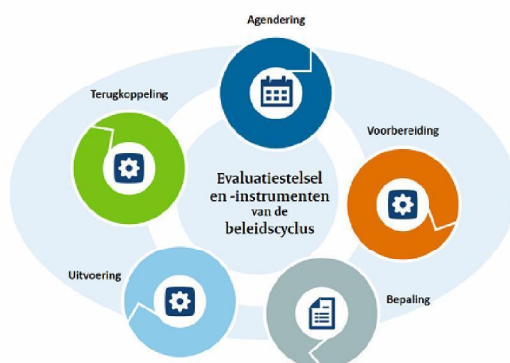 Agendering
Terugkoppeling
Voorbereiding
Evaluatiestelsel
en -instrumenten
van de
beleidscyclus
Uitvoering
Bepaling